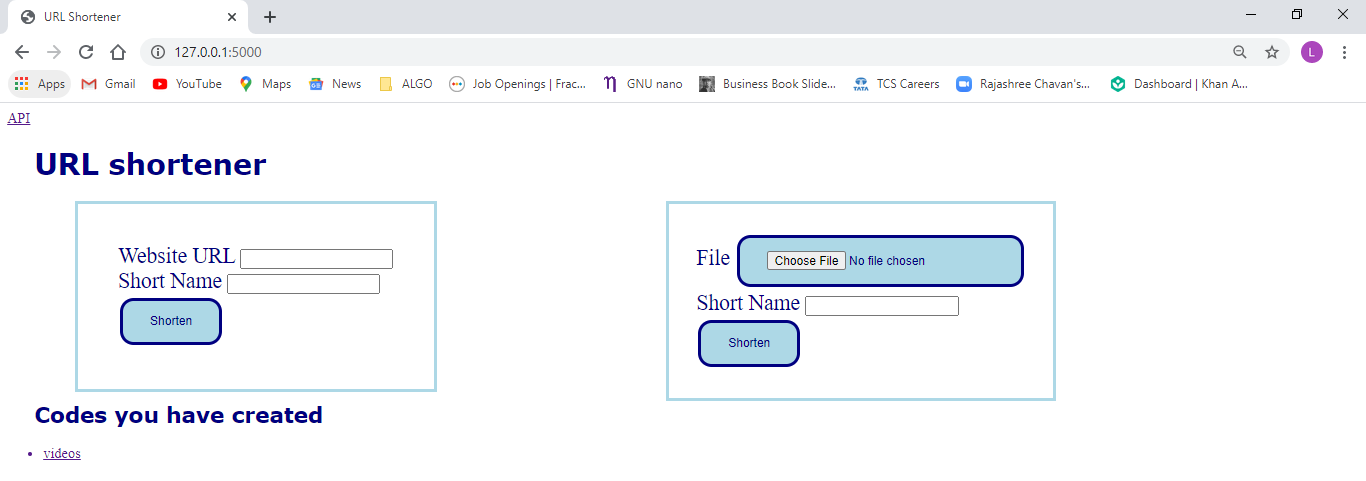 URL Shortener
127.0.0.1:5000
L
Apps Gmail YouTube Maps News ALGO Job Openings | Frac... GNU nano Business Book Slide... TATA TCS Careers Rajashree Chavan's... Dashboard | Khan A...
API
URL shortener
Website URL
Short Name
Shorten
File Choose File No file chosen
Short Name
Shorten
Codes you have created
• videos